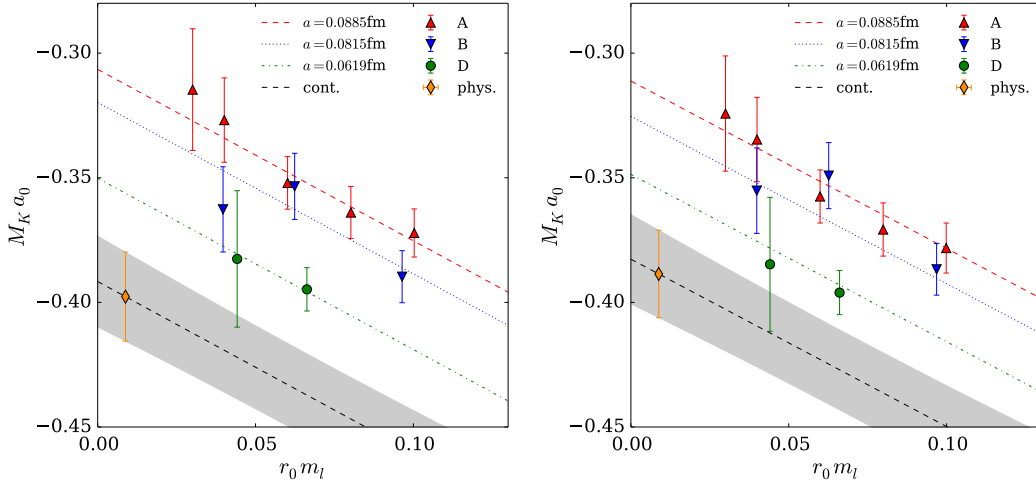 a = 0.0885fm A
a = 0.0815fm B
a = 0.0619fm D
cont. phys.
−0.30
−0.35
−0.40
−0.45
M_K a_0
0.00 0.05 0.10
r_0 m_l
a = 0.0885fm A
a = 0.0815fm B
a = 0.0619fm D
cont. phys.
−0.30
−0.35
−0.40
−0.45
M_K a_0
0.00 0.05 0.10
r_0 m_l